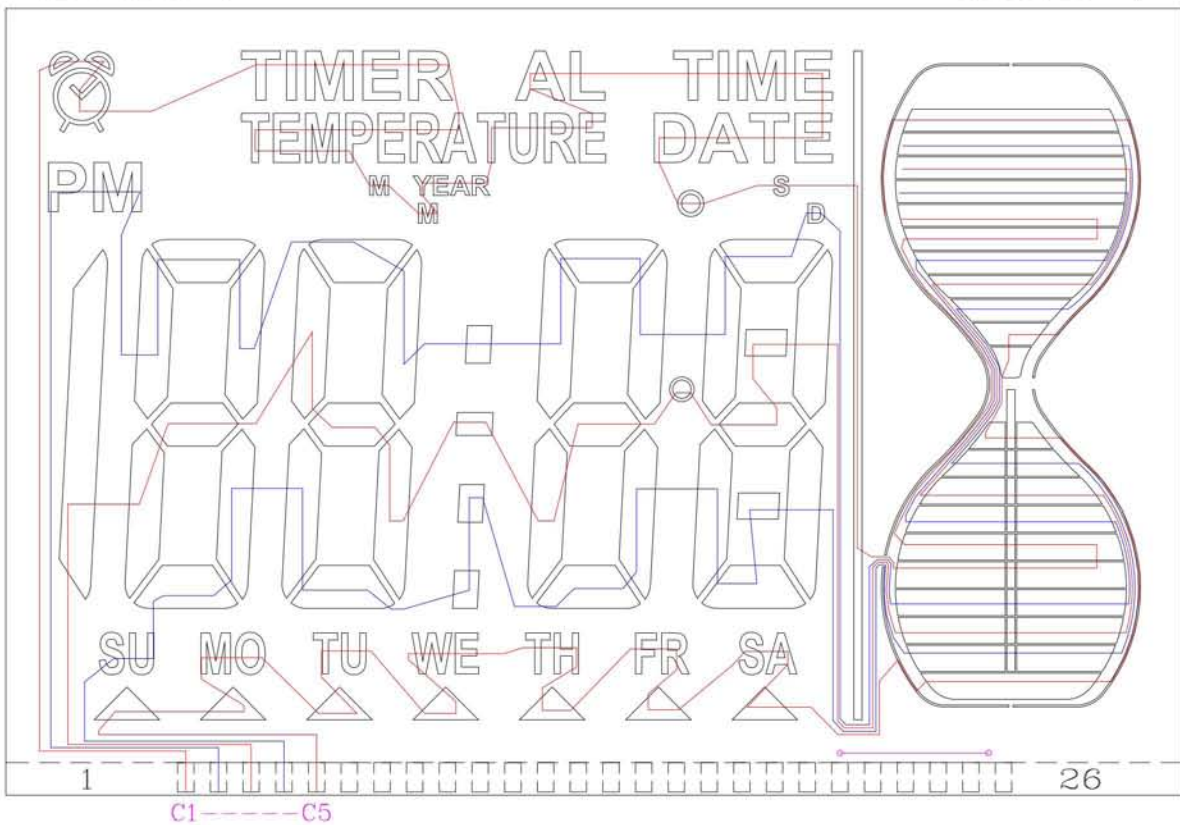 TIMER AL TIME
TEMPERATURE DATE
PM
M YEAR S
M D
SU MO TU WE TH FR SA
1 26
C1-----C5